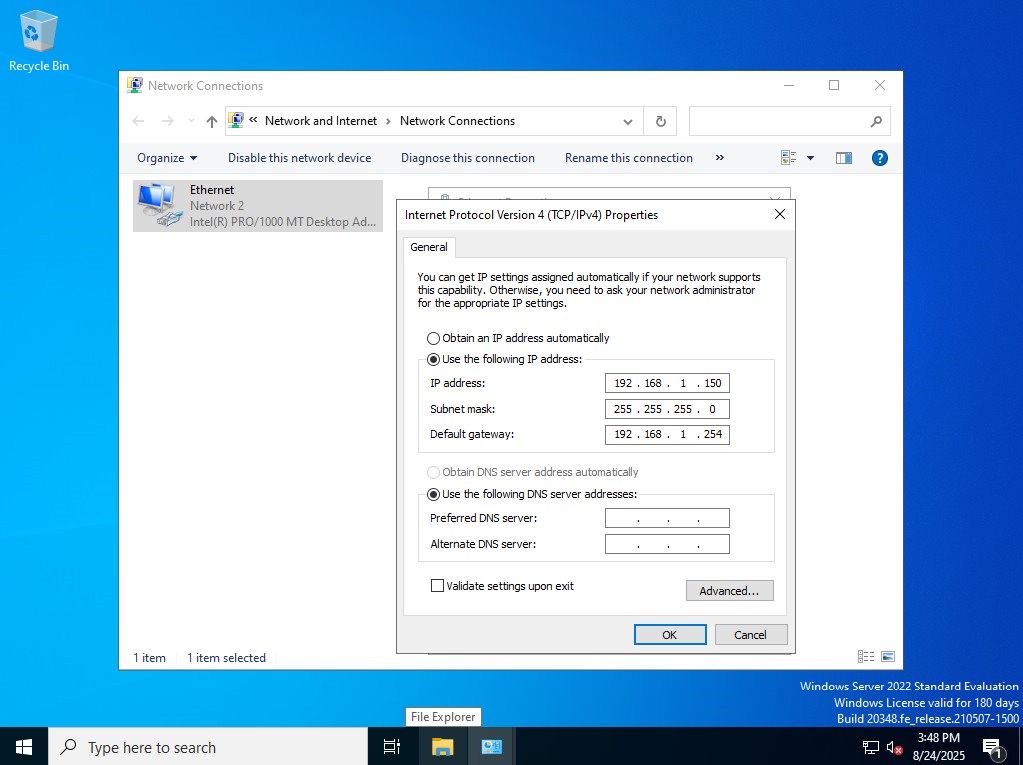 Recycle Bin
Network Connections
« Network and Internet › Network Connections
Organize Disable this network device Diagnose this connection Rename this connection »
Ethernet
Network 2
Intel(R) PRO/1000 MT Desktop Ad...
Internet Protocol Version 4 (TCP/IPv4) Properties
General
You can get IP settings assigned automatically if your network supports
this capability. Otherwise, you need to ask your network administrator
for the appropriate IP settings.
Obtain an IP address automatically
Use the following IP address:
IP address: 192 . 168 . 1 . 150
Subnet mask: 255 . 255 . 255 . 0
Default gateway: 192 . 168 . 1 . 254
Obtain DNS server address automatically
Use the following DNS server addresses:
Preferred DNS server: . . .
Alternate DNS server: . . .
Validate settings upon exit
Advanced...
OK Cancel
1 item 1 item selected
Windows Server 2022 Standard Evaluation
Windows License valid for 180 days
Build 20348.fe_release.210507-1500
File Explorer
Type here to search
3:48 PM
8/24/2025
1